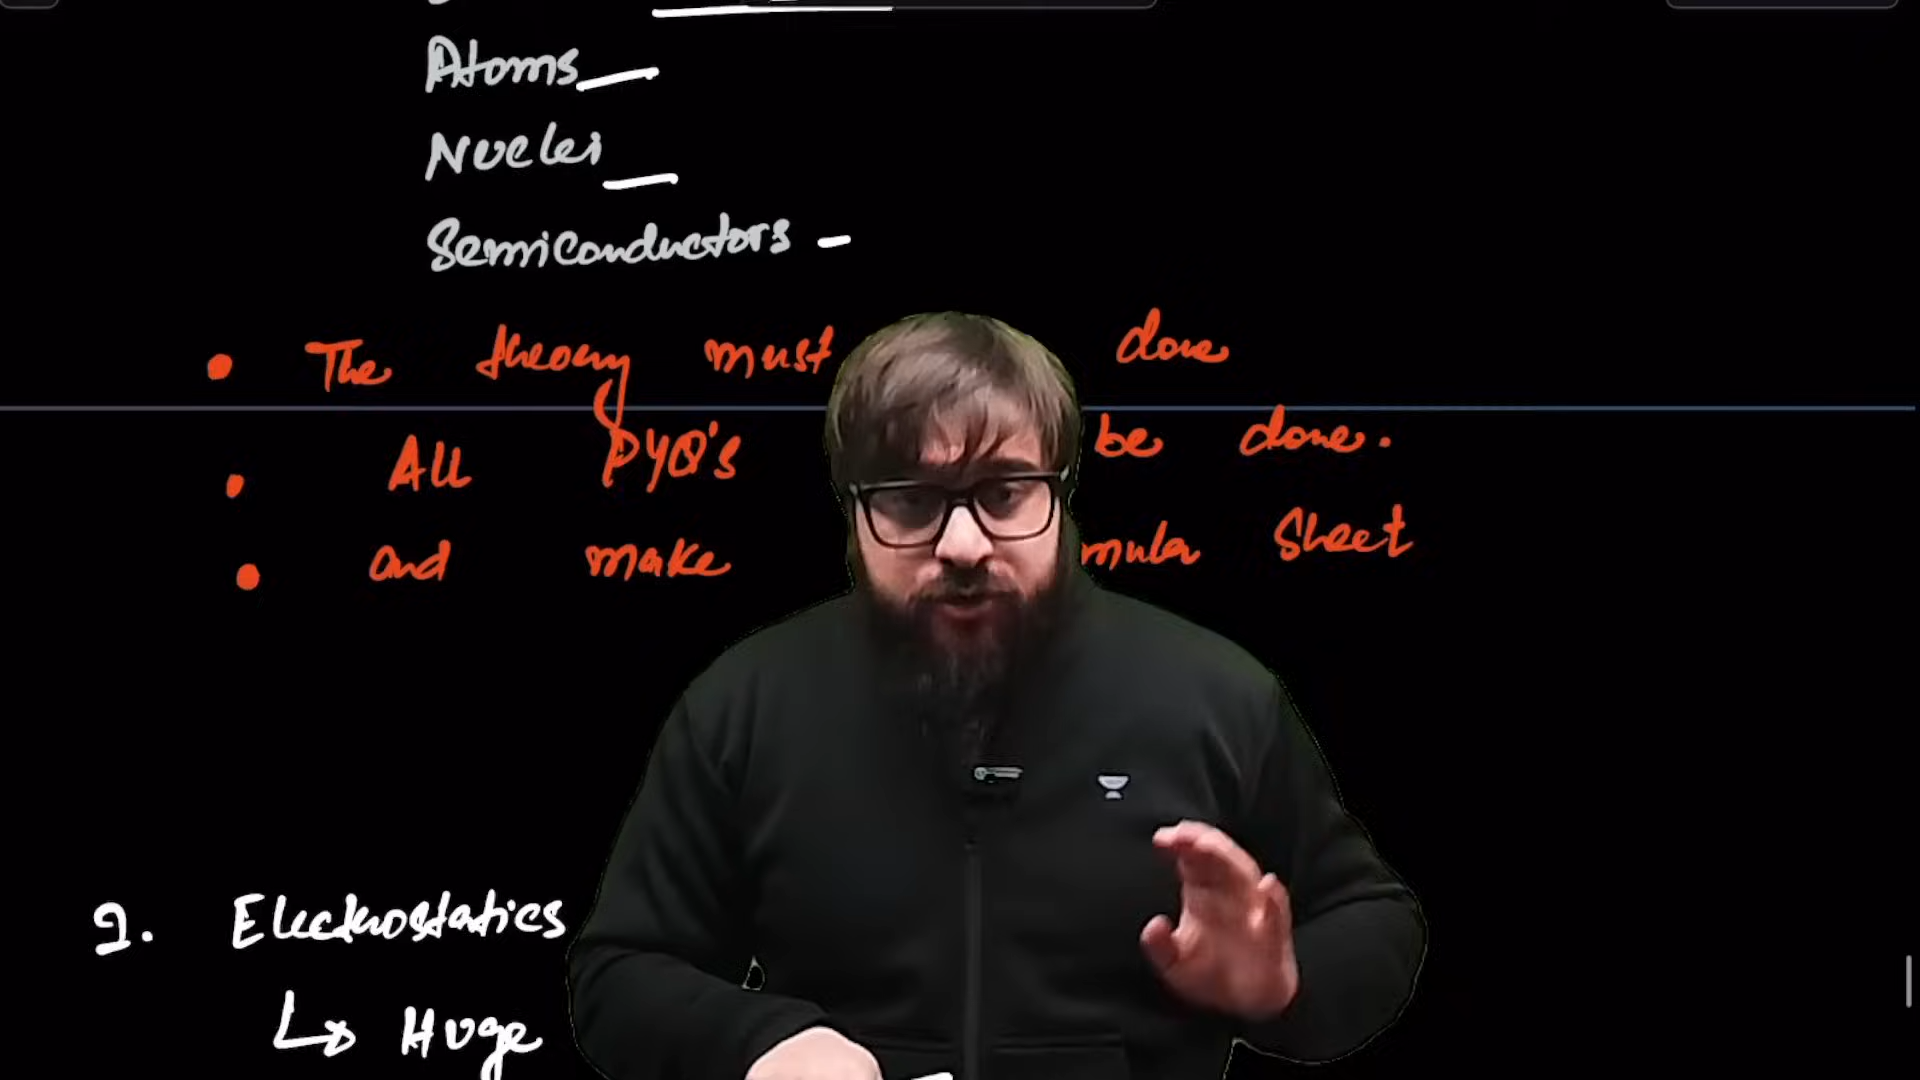 Atoms
Nuclei
Semiconductors -
• The theory must done
• All PYQ's be done.
• and make mula Sheet
2. Electrostatics
↳ Huge